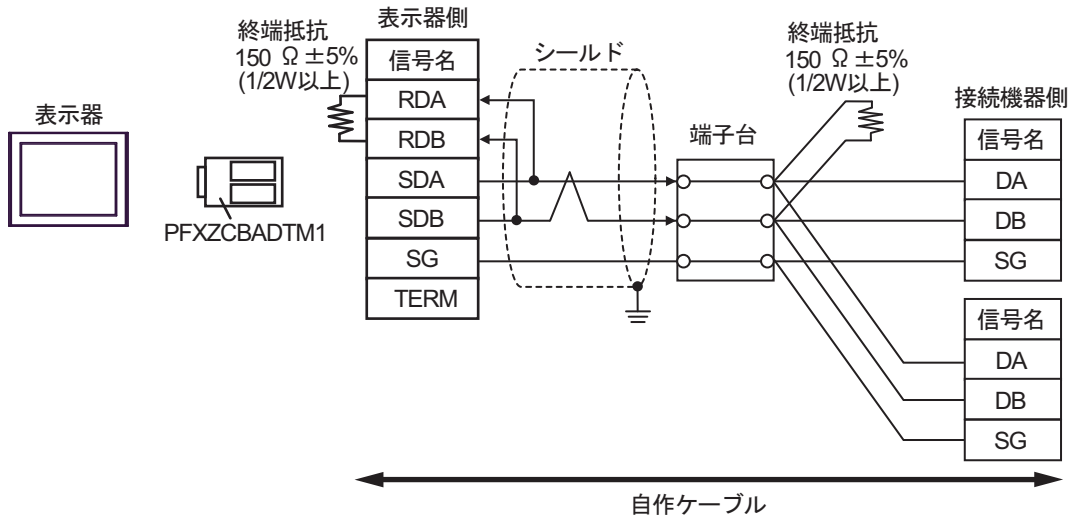 表示器
PFXZCBADTM1
終端抵抗
150 Ω ±5%
(1/2W以上)
表示器側
信号名
RDA
RDB
SDA
SDB
SG
TERM
シールド
端子台
終端抵抗
150 Ω ±5%
(1/2W以上)
接続機器側
信号名
DA
DB
SG
信号名
DA
DB
SG
自作ケーブル